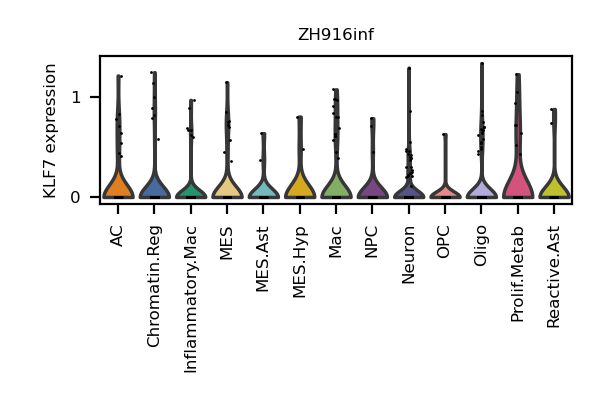 ZH916inf
KLF7 expression
1
0
AC
Chromatin.Reg
Inflammatory.Mac
MES
MES.Ast
MES.Hyp
Mac
NPC
Neuron
OPC
Oligo
Prolif.Metab
Reactive.Ast